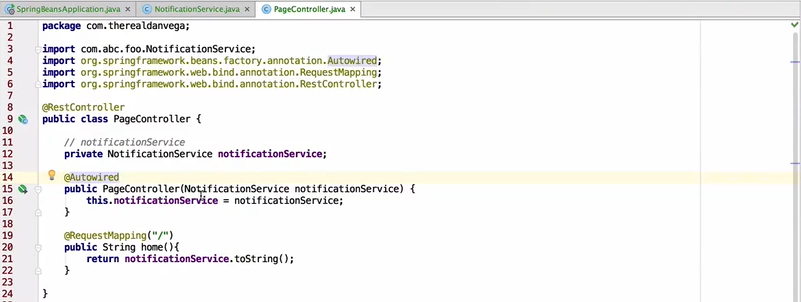 SpringBeansApplication.java × NotificationService.java × PageController.java ×
1 package com.therealdanvega;
2
3 import com.abc.foo.NotificationService;
4 import org.springframework.beans.factory.annotation.Autowired;
5 import org.springframework.web.bind.annotation.RequestMapping;
6 import org.springframework.web.bind.annotation.RestController;
7
8 @RestController
9 public class PageController {
10
11 // notificationService
12 private NotificationService notificationService;
13
14 @Autowired
15 public PageController(NotificationService notificationService) {
16 this.notificationService = notificationService;
17 }
18
19 @RequestMapping("/")
20 public String home(){
21 return notificationService.toString();
22 }
23
24 }